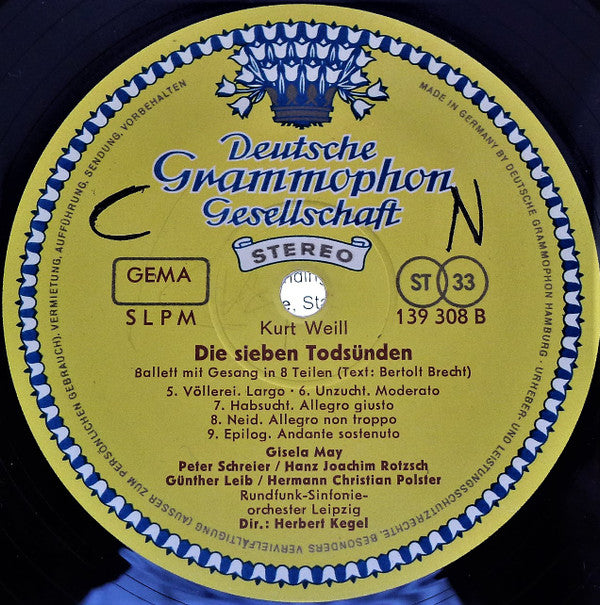 Deutsche
Grammophon
Gesellschaft
STEREO
C
N
GEMA
ST 33
SLPM
139 308 B
Kurt Weill
Die sieben Todsünden
Ballett mit Gesang in 8 Teilen (Text: Bertolt Brecht)
5. Völlerei. Largo · 6. Unzucht. Moderato
7. Habsucht. Allegro giusto
8. Neid. Allegro non troppo
9. Epilog. Andante sostenuto
Gisela May
Peter Schreier / Hanz Joachim Rotzsch
Günther Leib / Hermann Christian Polster
Rundfunk-Sinfonie-
orchester Leipzig
Dir.: Herbert Kegel
MADE IN GERMANY BY DEUTSCHE GRAMMOPHON HAMBURG · URHEBER- UND LEISTUNGSSCHUTZRECHTE, BESONDERS VERVIELFÄLTIGUNG (AUSSER ZUM PERSÖNLICHEN GEBRAUCH), VERMIETUNG, AUFFÜHRUNG, SENDUNG, VORBEHALTEN